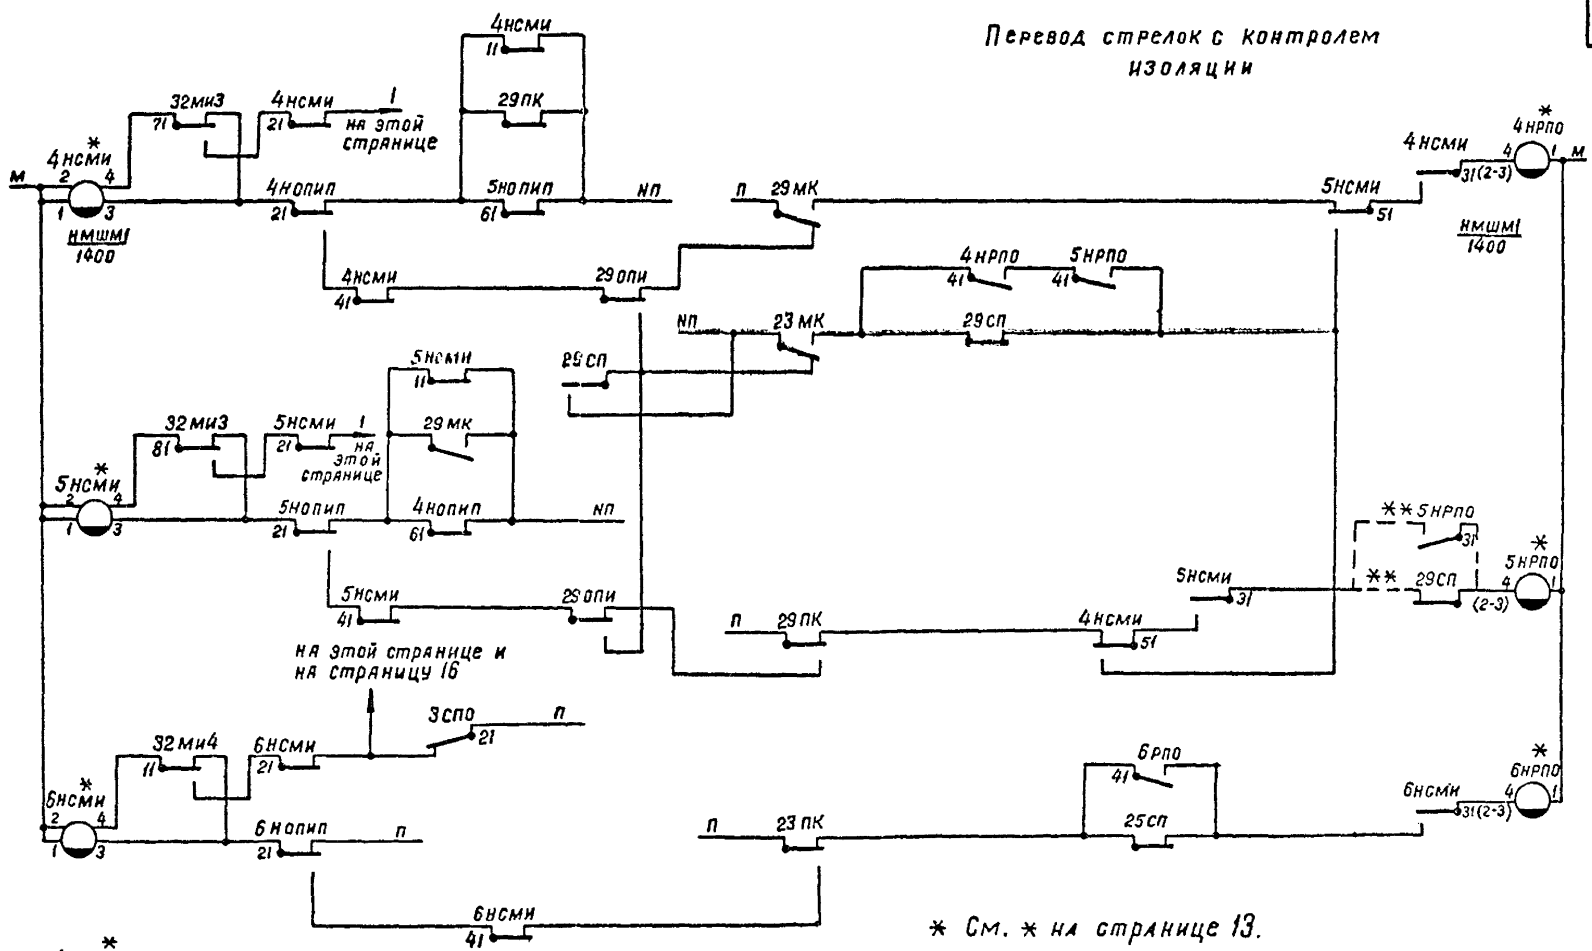 Перевод стрелок с контролем
изоляции
4НСМИ
11
29ПК
32МИ3
71
4НСМИ
21
1
на этой
странице
*
4НСМИ
М
2
4
1
3
НМШМ1
1400
4НОПИП
21
5НОПИП
61
NП
П
29МК
5НСМИ
51
4НСМИ
31(2-3)
*
4НРПО
4
1
М
НМШМ1
1400
4НСМИ
41
29ОПИ
4НРПО
41
5НРПО
41
NП
23МК
29СП
29СП
5НСМИ
11
29МК
32МИ3
81
5НСМИ
21
1
на
этой
странице
*
5НСМИ
2
4
1
3
5НОПИП
21
4НОПИП
61
NП
5НСМИ
41
29ОПИ
П
29ПК
4НСМИ
51
5НСМИ
31
** 5НРПО
31
**
29СП
(2-3)
*
5НРПО
4
1
на этой странице и
на страницу 16
3СПО
21
П
32МИ4
11
6НСМИ
21
*
6НСМИ
2
4
1
3
6НОПИП
21
П
П
23ПК
6РПО
41
25СП
6НСМИ
31(2-3)
*
6НРПО
4
1
6НСМИ
41
* См. * на странице 13.
*